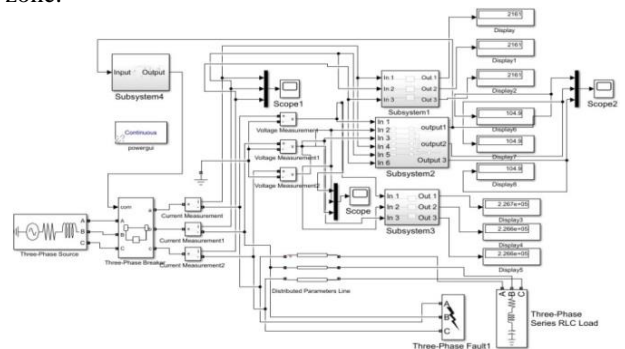 zone.
2161
Display
2161
Display1
2161
Display2
104.9
Display6
104.9
Display7
104.9
Display8
2.267e+05
Display3
2.266e+05
Display4
2.266e+05
Display5
Input Output
Subsystem4
Continuous
powergui
Scope1
In 1 Out 1
In 2 Out 2
In 3 Out 3
Subsystem1
Scope2
Voltage Measurement
Voltage Measurement1
Voltage Measurement2
In 1 output1
In 2
In 3 output2
In 4
In 5 Output 3
In 6
Subsystem2
Scope
In 1 Out 1
In 2 Out 2
In 3 Out 3
Subsystem3
A
B
C
Three-Phase Source
com
A a
B b
C c
Three-Phase Breaker
Current Measurement
Current Measurement1
Current Measurement2
Distributed Parameters Line
A
B
C
Three-Phase Fault1
A B C
Three-Phase
Series RLC Load